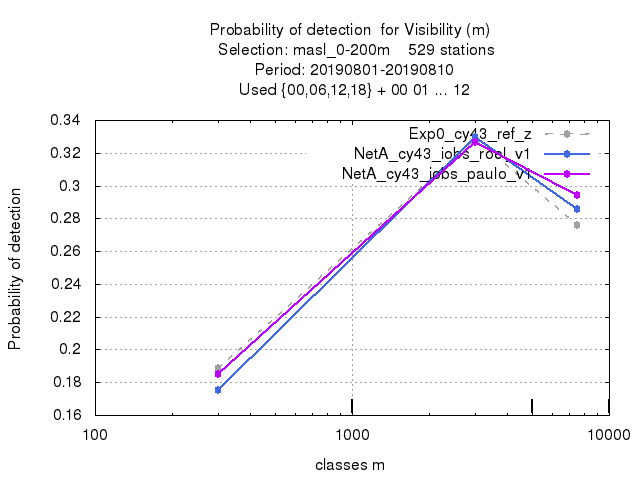 Probability of detection  for Visibility (m)
Selection: masl_0-200m    529 stations
Period: 20190801-20190810
Used {00,06,12,18} + 00 01 ... 12
Exp0_cy43_ref_z
NetA_cy43_iobs_roel_v1
NetA_cy43_iobs_paulo_v1
Probability of detection
0.34
0.32
0.3
0.28
0.26
0.24
0.22
0.2
0.18
0.16
100 1000 10000
classes m